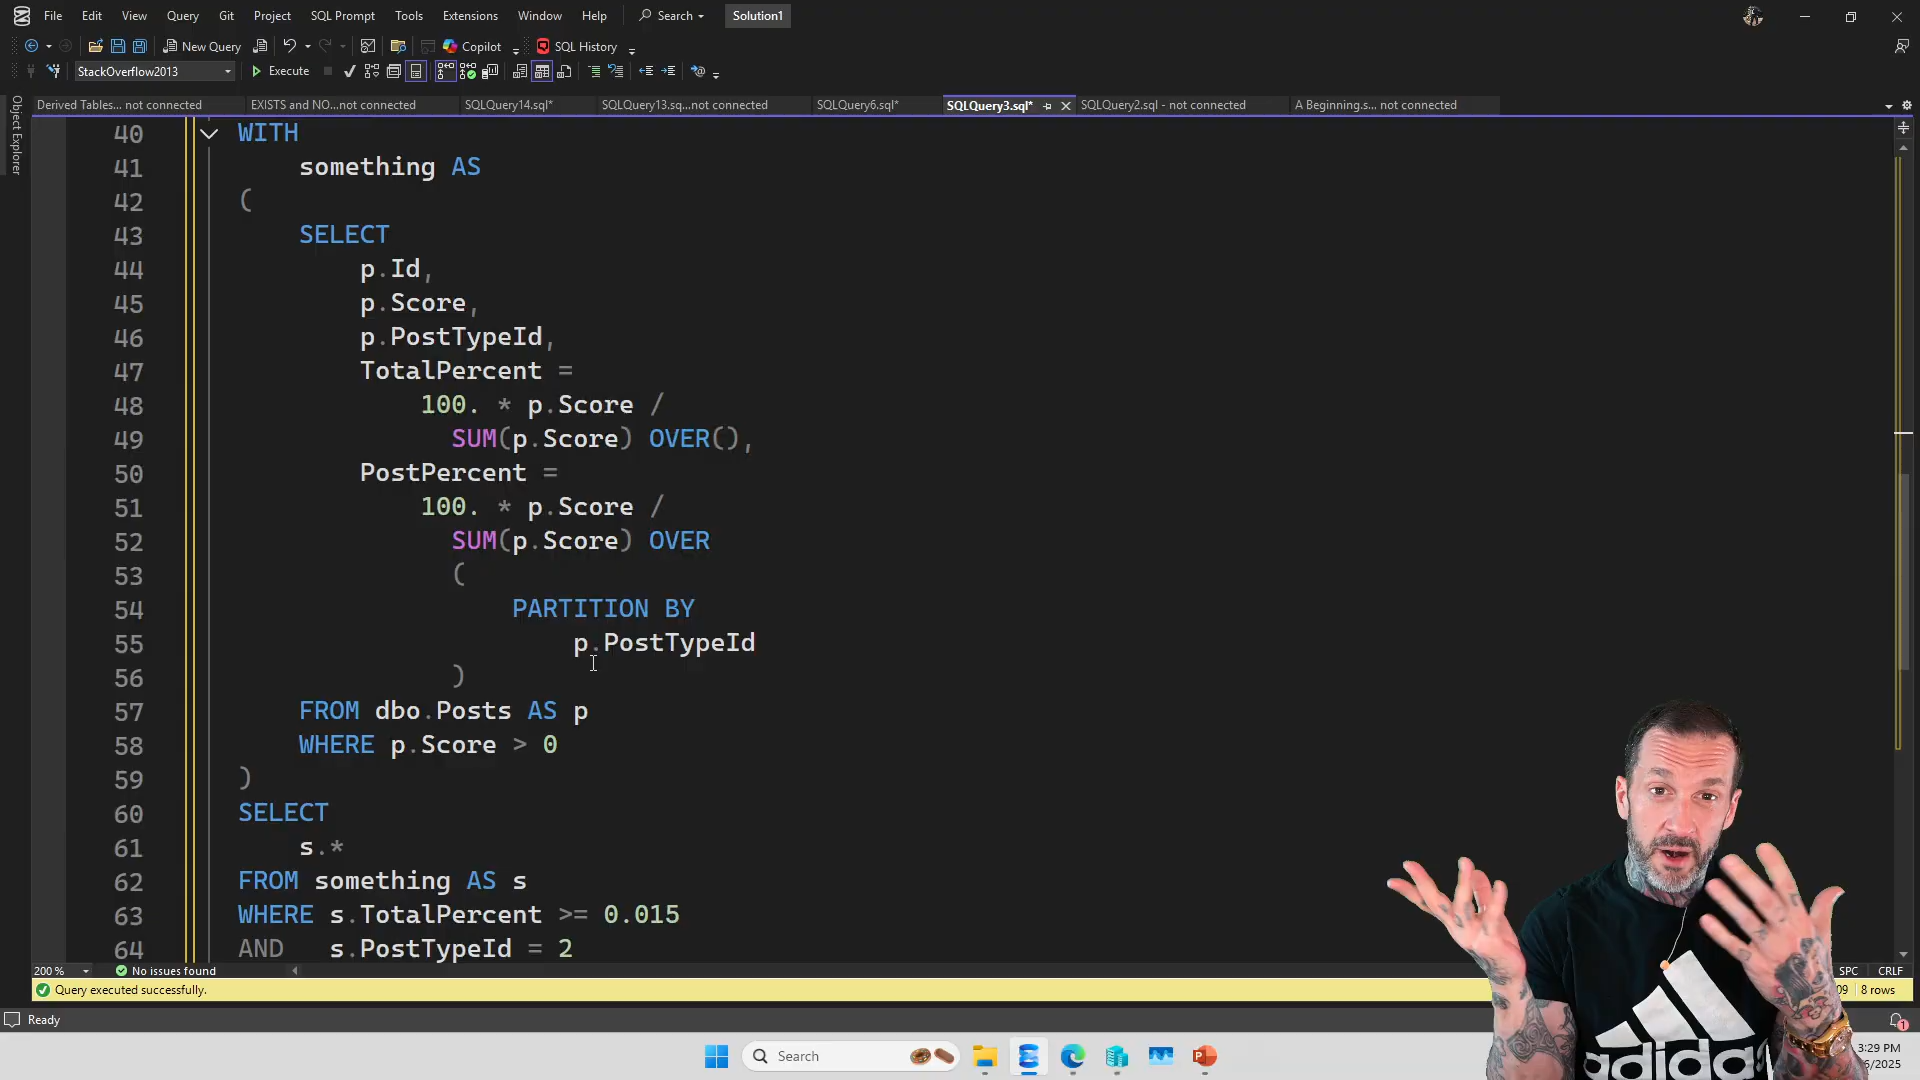 File Edit View Query Git Project SQL Prompt Tools Extensions Window Help Search Solution1
New Query Copilot SQL History
StackOverflow2013 Execute
Derived Tables... not connected EXISTS and NO...not connected SQLQuery14.sql* SQLQuery13.sq...not connected SQLQuery6.sql* SQLQuery3.sql* SQLQuery2.sql - not connected A Beginning.s... not connected
Object Explorer
40 WITH
41 something AS
42 (
43 SELECT
44 p.Id,
45 p.Score,
46 p.PostTypeId,
47 TotalPercent =
48 100. * p.Score /
49 SUM(p.Score) OVER(),
50 PostPercent =
51 100. * p.Score /
52 SUM(p.Score) OVER
53 (
54 PARTITION BY
55 p.PostTypeId
56 )
57 FROM dbo.Posts AS p
58 WHERE p.Score > 0
59 )
60 SELECT
61 s.*
62 FROM something AS s
63 WHERE s.TotalPercent >= 0.015
64 AND s.PostTypeId = 2
200 % No issues found SPC CRLF
Query executed successfully. 09 8 rows
Ready 1
adidas
Search
3:29 PM
6/2025